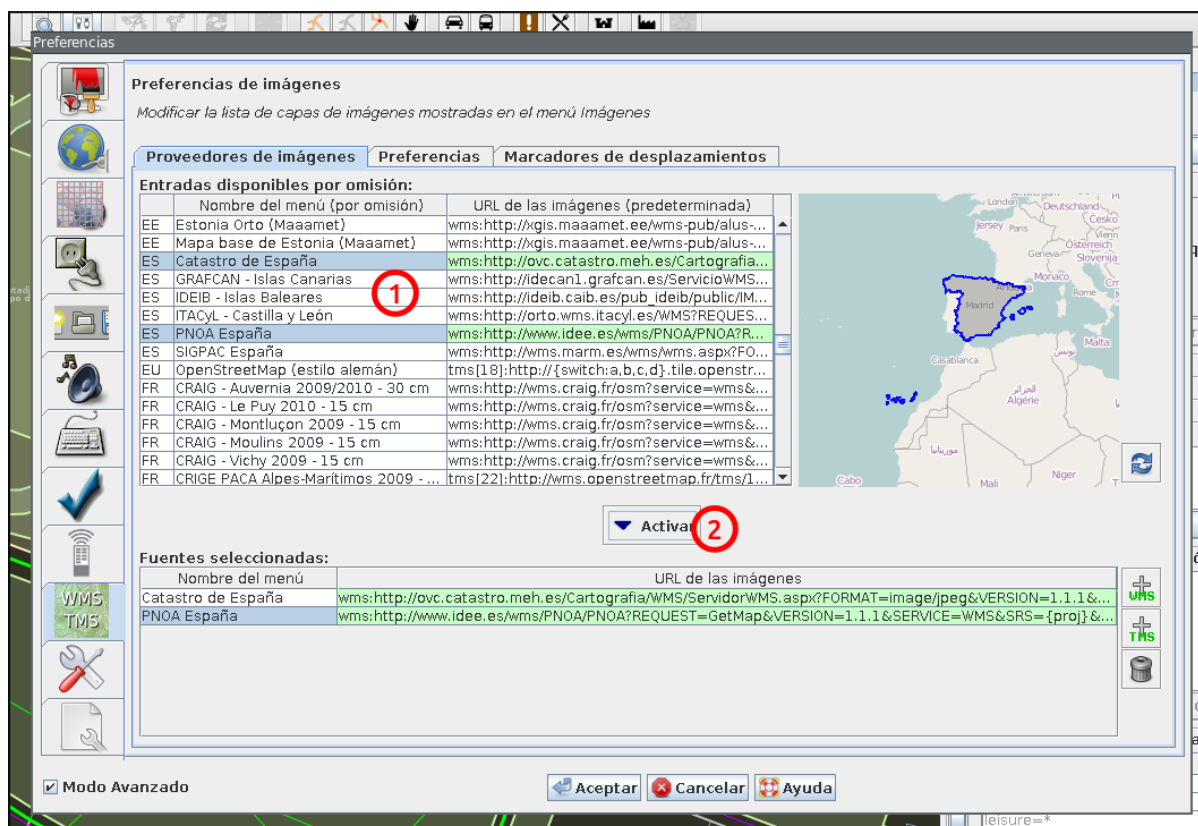 Preferencias
Preferencias de imágenes
Modificar la lista de capas de imágenes mostradas en el menú Imágenes
Proveedores de imágenes Preferencias Marcadores de desplazamientos
Entradas disponibles por omisión:
Nombre del menú (por omisión) URL de las imágenes (predeterminada)
EE Estonia Orto (Maaamet) wms:http://xgis.maaamet.ee/wms-pub/alus-...
EE Mapa base de Estonia (Maaamet) wms:http://xgis.maaamet.ee/wms-pub/alus-...
ES Catastro de España wms:http://ovc.catastro.meh.es/Cartografia...
ES GRAFCAN - Islas Canarias wms:http://idecan1.grafcan.es/ServicioWMS...
ES IDEIB - Islas Baleares wms:http://ideib.caib.es/pub_ideib/public/IM...
ES ITACyL - Castilla y León wms:http://orto.wms.itacyl.es/WMS?REQUES...
ES PNOA España wms:http://www.idee.es/wms/PNOA/PNOA?R...
ES SIGPAC España wms:http://wms.marm.es/wms/wms.aspx?FO...
EU OpenStreetMap (estilo alemán) tms[18]:http://{switch:a,b,c,d}.tile.openstr...
FR CRAIG - Auvernia 2009/2010 - 30 cm wms:http://wms.craig.fr/osm?service=wms&...
FR CRAIG - Le Puy 2010 - 15 cm wms:http://wms.craig.fr/osm?service=wms&...
FR CRAIG - Montluçon 2009 - 15 cm wms:http://wms.craig.fr/osm?service=wms&...
FR CRAIG - Moulins 2009 - 15 cm wms:http://wms.craig.fr/osm?service=wms&...
FR CRAIG - Vichy 2009 - 15 cm wms:http://wms.craig.fr/osm?service=wms&...
FR CRIGE PACA Alpes-Marítimos 2009 - ... tms[22]:http://wms.openstreetmap.fr/tms/1...
1
London Deutschland
Jersey Paris Česko
Österreich
Geneva Slovenija
Monaco
Rome
Madrid
Malta
Casablanca تونس
الجزائر
Algérie
موريتانيا
Cabo Mali Niger
Activar
2
Fuentes seleccionadas:
Nombre del menú URL de las imágenes
Catastro de España wms:http://ovc.catastro.meh.es/Cartografia/WMS/ServidorWMS.aspx?FORMAT=image/jpeg&VERSION=1.1.1&...
PNOA España wms:http://www.idee.es/wms/PNOA/PNOA?REQUEST=GetMap&VERSION=1.1.1&SERVICE=WMS&SRS={proj}&...
WMS
TMS
WMS
TMS
Modo Avanzado
Aceptar Cancelar Ayuda
leisure=*